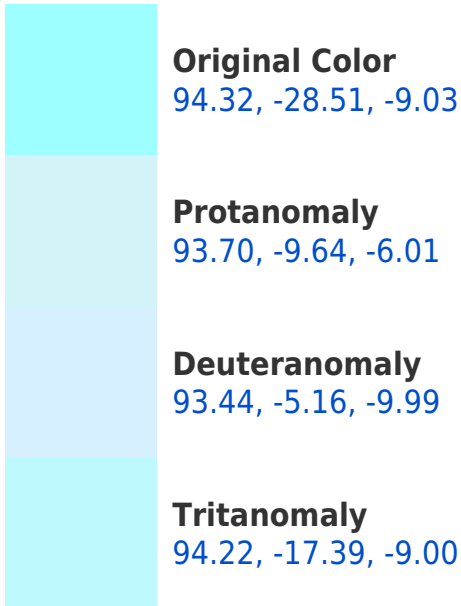 Original Color
94.32, -28.51, -9.03
Protanomaly
93.70, -9.64, -6.01
Deuteranomaly
93.44, -5.16, -9.99
Tritanomaly
94.22, -17.39, -9.00